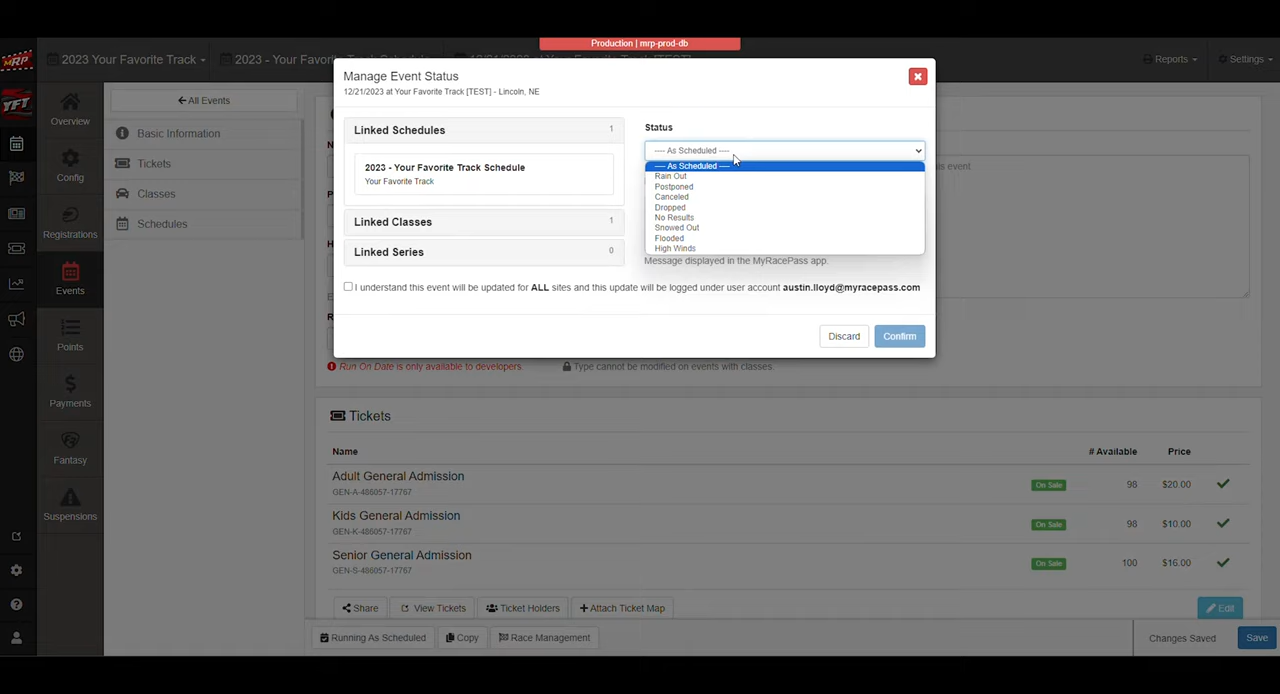 Production | mrp-prod-db
MRP
2023 Your Favorite Track
2023 - Your Favor
Reports
Settings
YFT
Overview
Config
Registrations
Events
Points
Payments
Fantasy
Suspensions
All Events
Basic Information
Tickets
Classes
Schedules
Manage Event Status
12/21/2023 at Your Favorite Track [TEST] - Lincoln, NE
Linked Schedules 1
2023 - Your Favorite Track Schedule
Your Favorite Track
Linked Classes 1
Linked Series 0
Status
---- As Scheduled ----
---- As Scheduled ----
Rain Out
Postponed
Canceled
Dropped
No Results
Snowed Out
Flooded
High Winds
Message displayed in the MyRacePass app.
I understand this event will be updated for ALL sites and this update will be logged under user account austin.lloyd@myracepass.com
Discard
Confirm
is event
Run On Date is only available to developers
Type cannot be modified on events with classes.
Tickets
Name # Available Price
Adult General Admission
GEN-A-486057-17767
On Sale 98 $20.00
Kids General Admission
GEN-K-486057-17767
On Sale 98 $10.00
Senior General Admission
GEN-S-486057-17767
On Sale 100 $16.00
Share
View Tickets
Ticket Holders
Attach Ticket Map
Edit
Running As Scheduled
Copy
Race Management
Changes Saved
Save